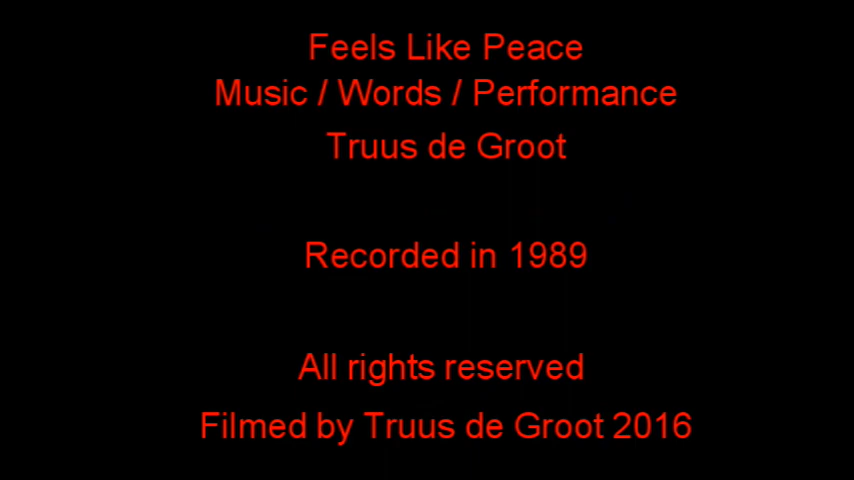 Feels Like Peace
Music / Words / Performance
Truus de Groot
Recorded in 1989
All rights reserved
Filmed by Truus de Groot 2016